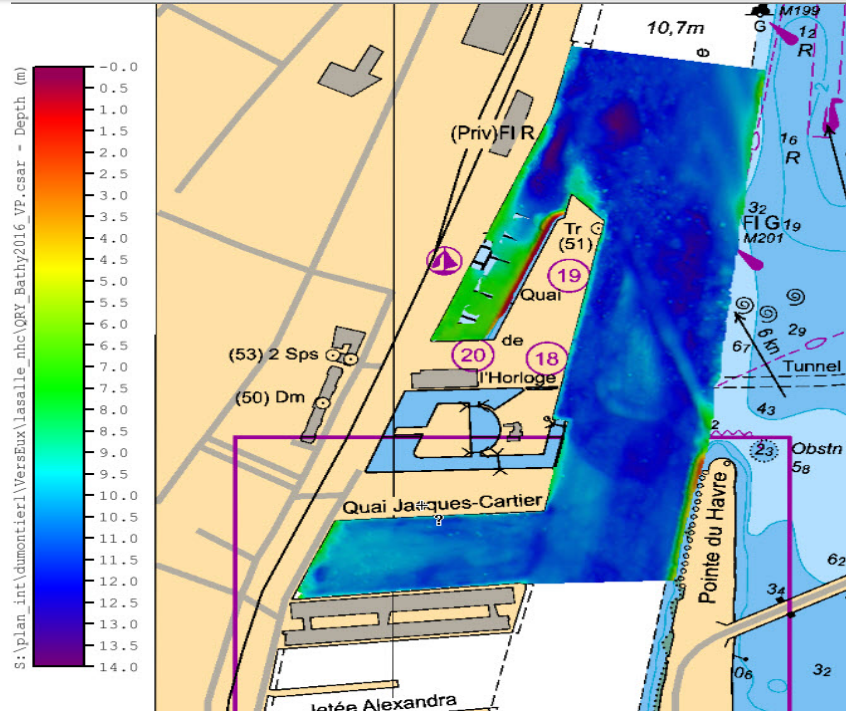 S:\plan_int\dumontierl\VersEux\lasalle_nhc\QRY_Bathy2016_VP.csar - Depth (m)
-0.0
0.5
1.0
1.5
2.0
2.5
3.0
3.5
4.0
4.5
5.0
5.5
6.0
6.5
7.0
7.5
8.0
8.5
9.0
9.5
10.0
10.5
11.0
11.5
12.0
12.5
13.0
13.5
14.0
10,7m
e
M199
G
1₂
R
2
(Priv)Fl R
1₆
R
3₂
Fl G
1₉
M201
Tr
(51)
19
Quai
6 kn
2₉
6₇
de
20
18
l'Horloge
Tunnel
(53) 2 Sps
(50) Dm
4₃
2
2₃
Obstn
5₈
Quai Jacques-Cartier
?
Pointe du Havre
6₂
3₄
0₆
3₂
Jetée Alexandra